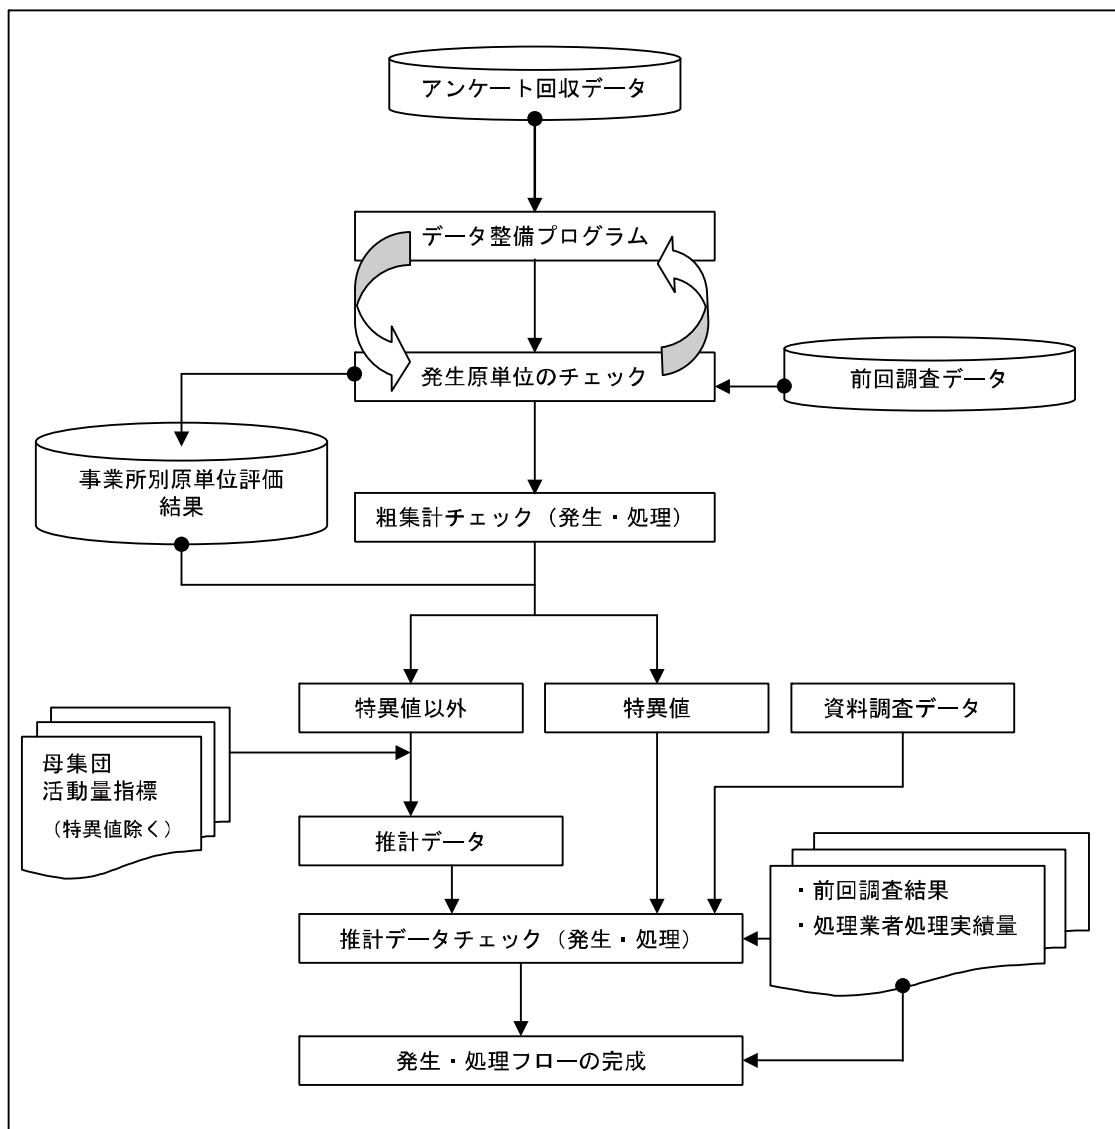 アンケート回収データ
データ整備プログラム
発生原単位のチェック
前回調査データ
事業所別原単位評価
結果
粗集計チェック（発生・処理）
特異値以外
特異値
資料調査データ
母集団
活動量指標
（特異値除く）
推計データ
・前回調査結果
・処理業者処理実績量
推計データチェック（発生・処理）
発生・処理フローの完成